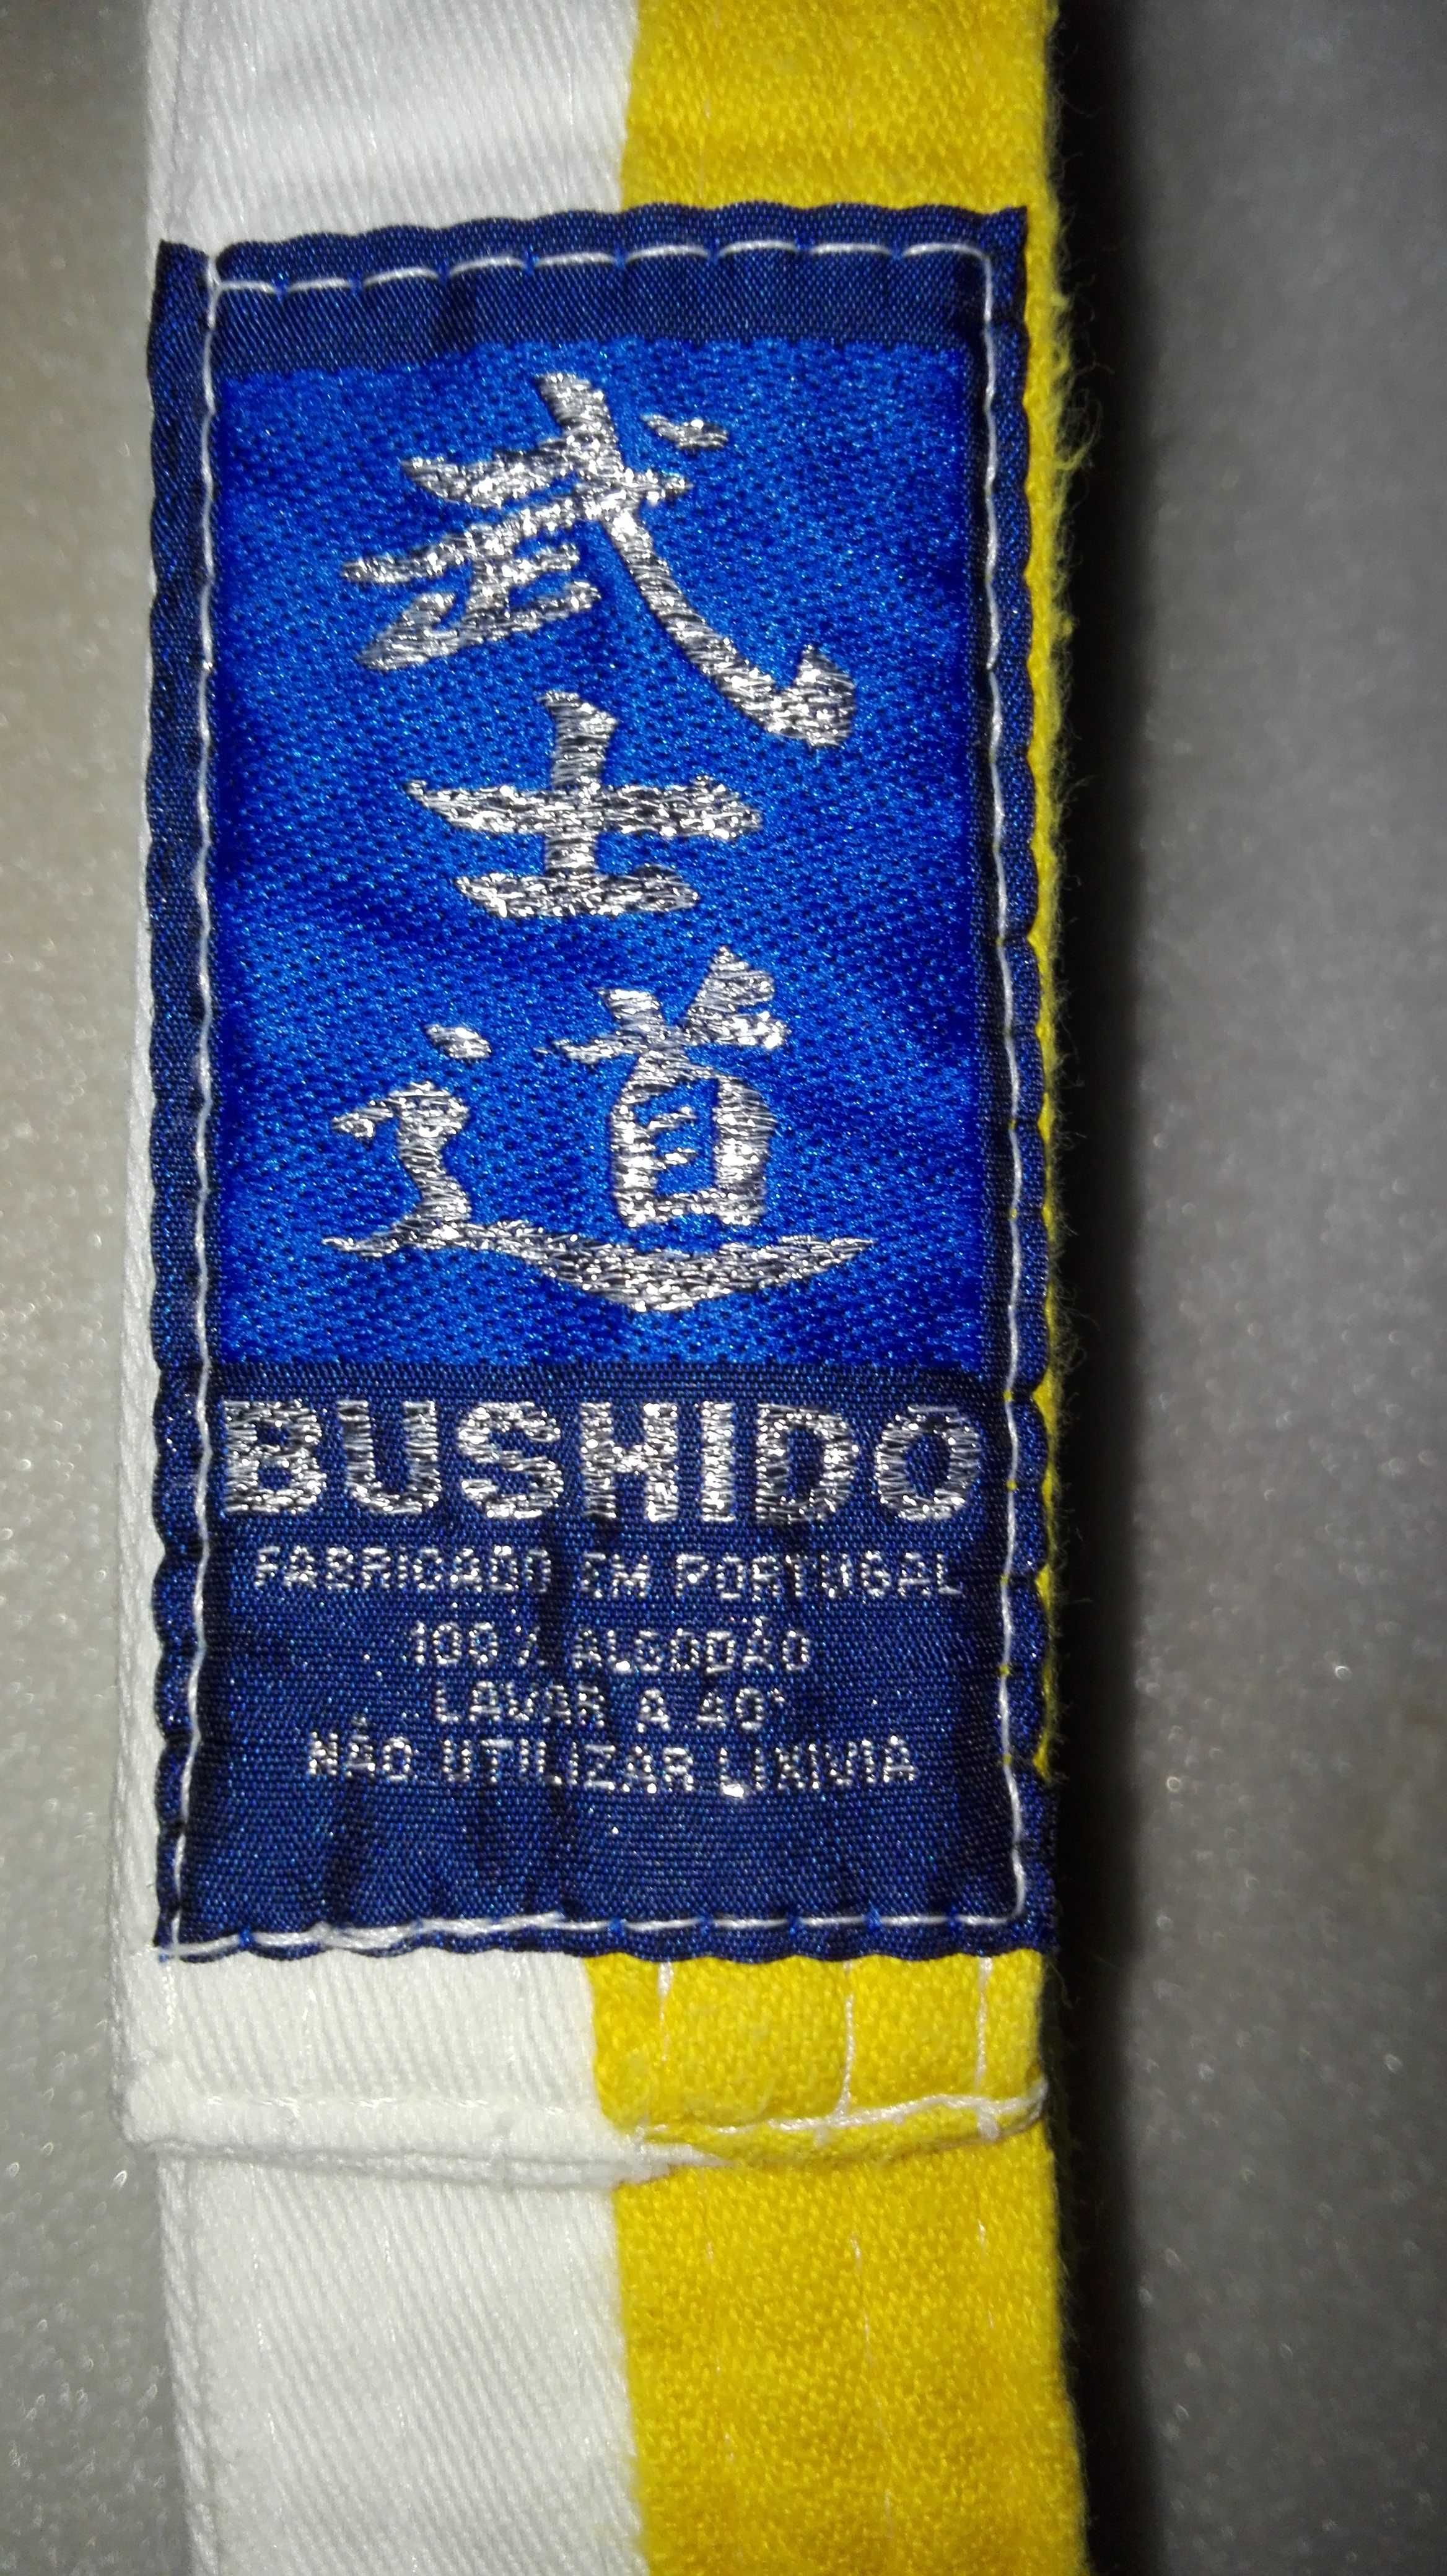 武士道
BUSHIDO
FABRICADO EM PORTUGAL
100% ALGODÃO
LAVAR A 40°
NÃO UTILIZAR LIXIVIA